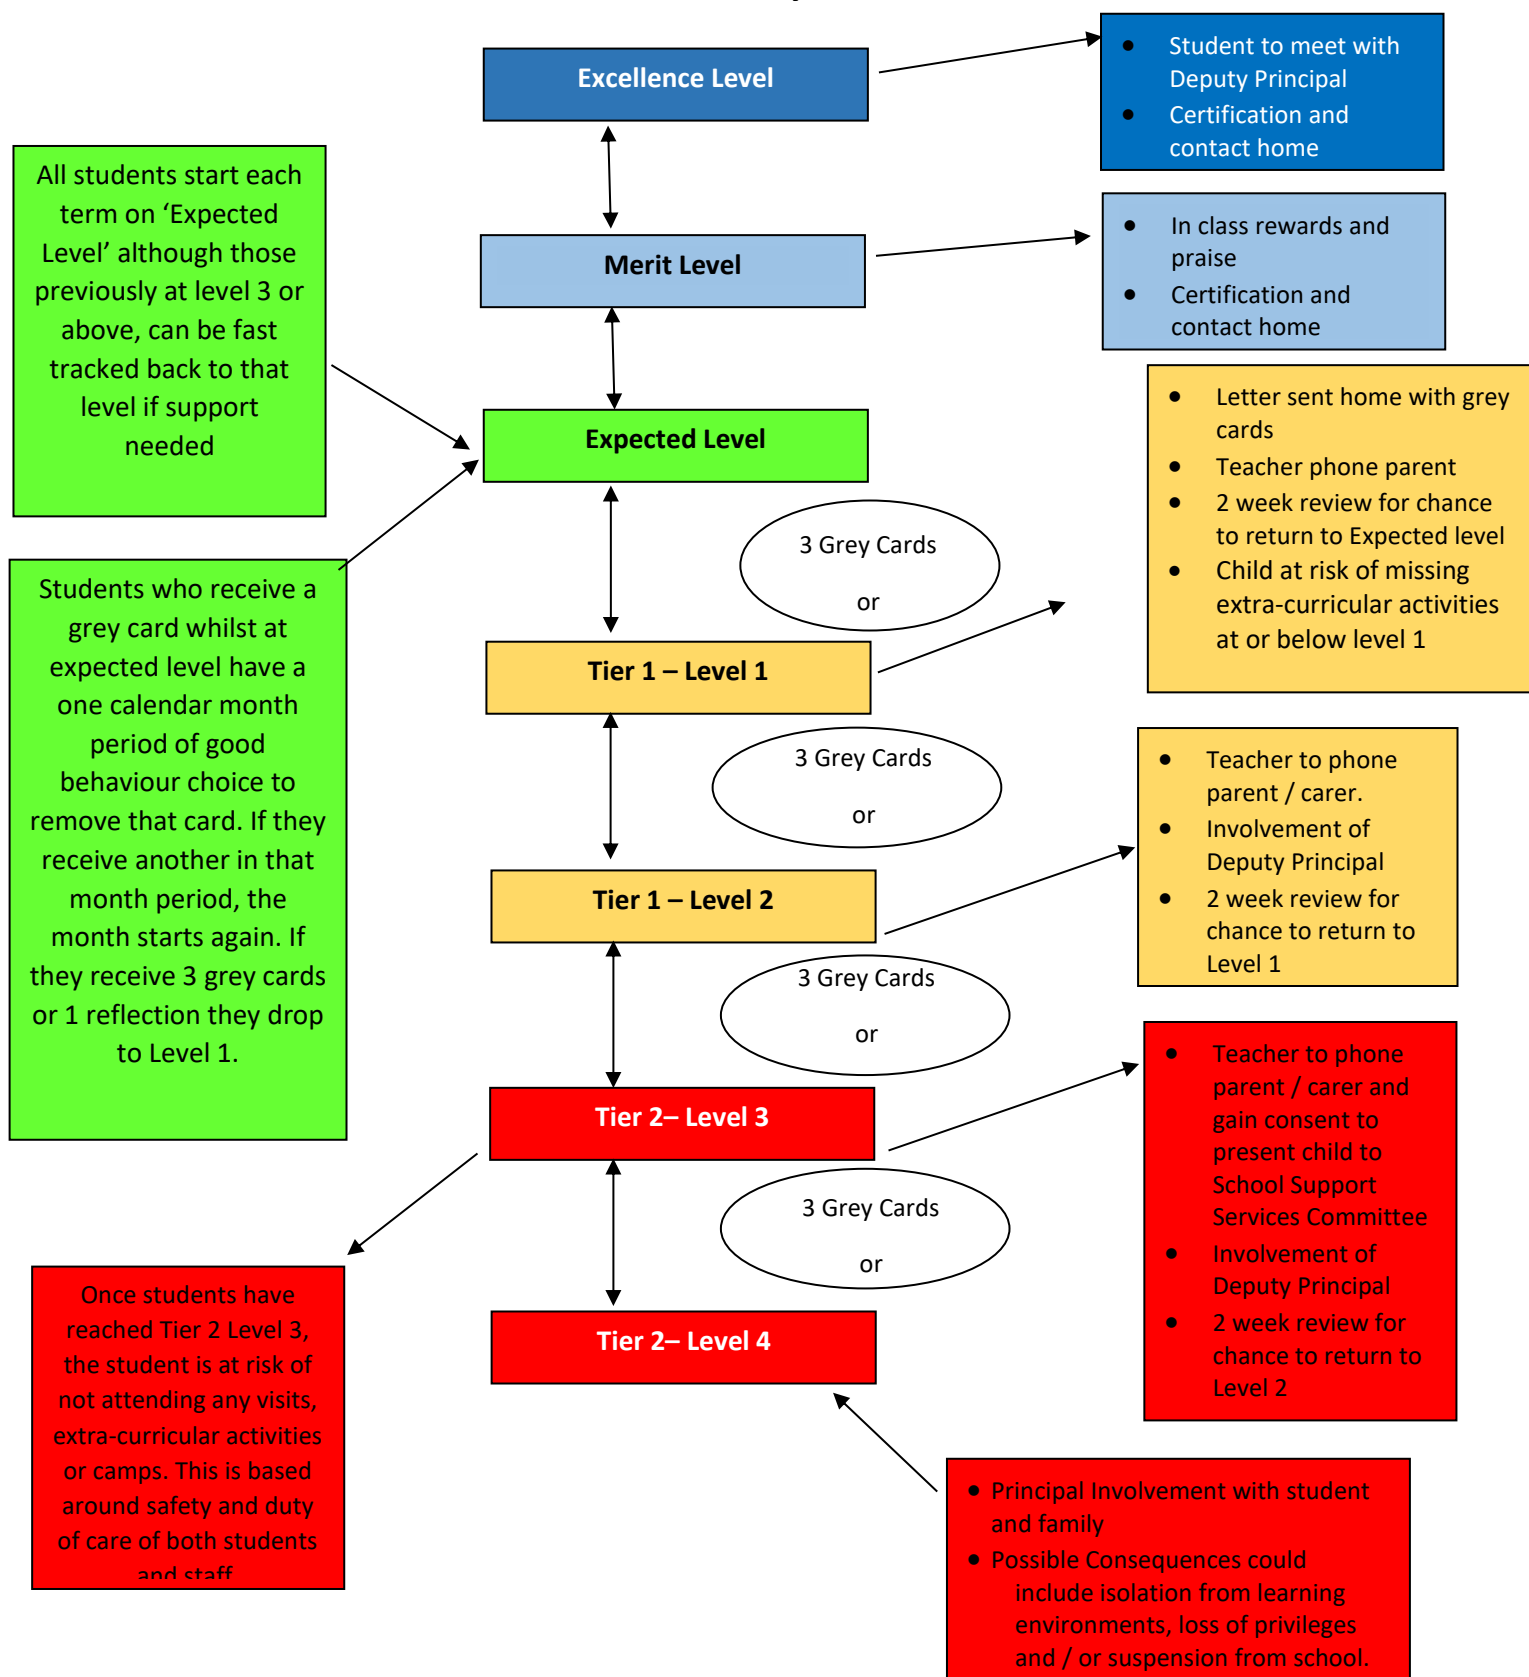 Excellence Level
• Student to meet with
Deputy Principal
• Certification and
contact home
All students start each
term on ‘Expected
Level’ although those
previously at level 3 or
above, can be fast
tracked back to that
level if support
needed
Merit Level
• In class rewards and
praise
• Certification and
contact home
Expected Level
• Letter sent home with grey
cards
• Teacher phone parent
• 2 week review for chance
to return to Expected level
• Child at risk of missing
extra-curricular activities
at or below level 1
3 Grey Cards
or
Students who receive a
grey card whilst at
expected level have a
one calendar month
period of good
behaviour choice to
remove that card. If they
receive another in that
month period, the
month starts again. If
they receive 3 grey cards
or 1 reflection they drop
to Level 1.
Tier 1 – Level 1
3 Grey Cards
or
• Teacher to phone
parent / carer.
• Involvement of
Deputy Principal
• 2 week review for
chance to return to
Level 1
Tier 1 – Level 2
3 Grey Cards
or
• Teacher to phone
parent / carer and
gain consent to
present child to
School Support
Services Committee
• Involvement of
Deputy Principal
• 2 week review for
chance to return to
Level 2
Tier 2– Level 3
3 Grey Cards
or
Once students have
reached Tier 2 Level 3,
the student is at risk of
not attending any visits,
extra-curricular activities
or camps. This is based
around safety and duty
of care of both students
and staff
Tier 2– Level 4
• Principal Involvement with student
and family
• Possible Consequences could
include isolation from learning
environments, loss of privileges
and / or suspension from school.